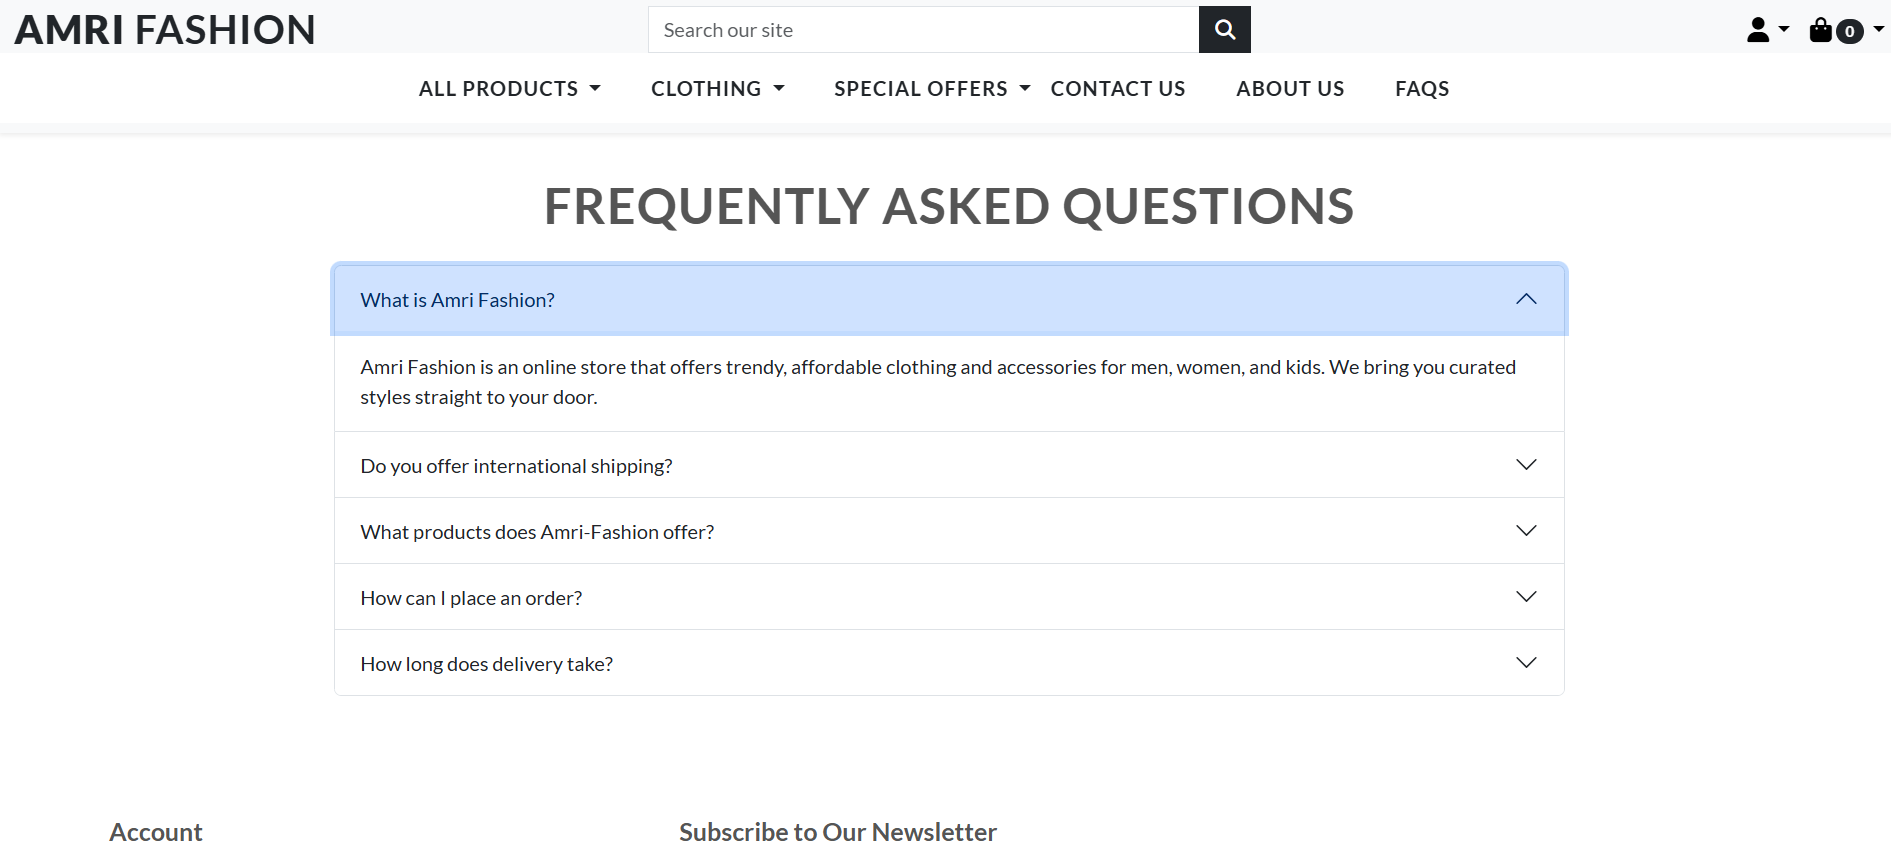 AMRI FASHION
Search our site
0
ALL PRODUCTS
CLOTHING
SPECIAL OFFERS
CONTACT US
ABOUT US
FAQS
FREQUENTLY ASKED QUESTIONS
What is Amri Fashion?
Amri Fashion is an online store that offers trendy, affordable clothing and accessories for men, women, and kids. We bring you curated
styles straight to your door.
Do you offer international shipping?
What products does Amri-Fashion offer?
How can I place an order?
How long does delivery take?
Account
Subscribe to Our Newsletter